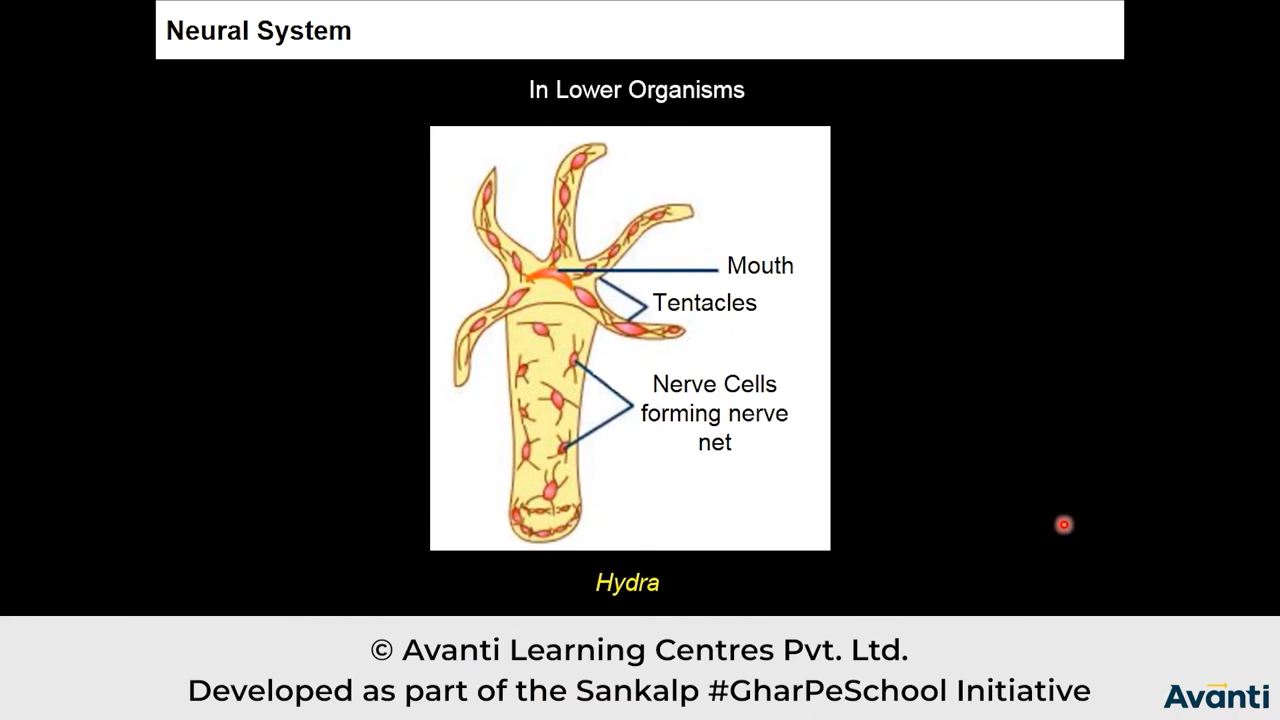 Neural System
In Lower Organisms
Mouth
Tentacles
Nerve Cells
forming nerve
net
Hydra
© Avanti Learning Centres Pvt. Ltd.
Developed as part of the Sankalp #GharPeSchool Initiative
Avanti